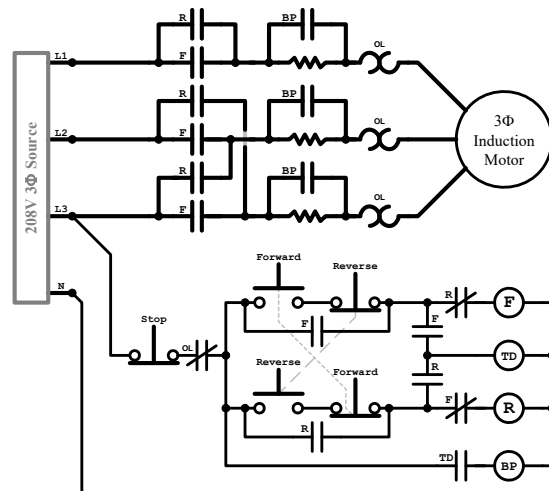 R
BP
OL
L1
F
208V 3Φ Source
R
BP
OL
L2
F
3Φ
Induction
Motor
R
BP
OL
L3
F
N
Forward
Reverse
Stop
OL
F
F
R
F
TD
Reverse
Forward
R
R
F
R
TD
BP